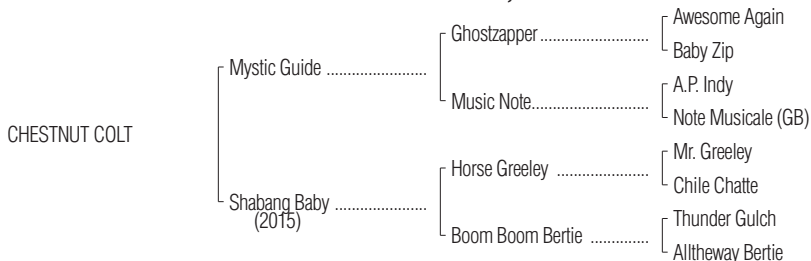 Awesome Again
Ghostzapper
Baby Zip
Mystic Guide
A.P. Indy
Music Note
Note Musicale (GB)
CHESTNUT COLT
Mr. Greeley
Horse Greeley
Chile Chatte
Shabang Baby
(2015)
Thunder Gulch
Boom Boom Bertie
Alltheway Bertie